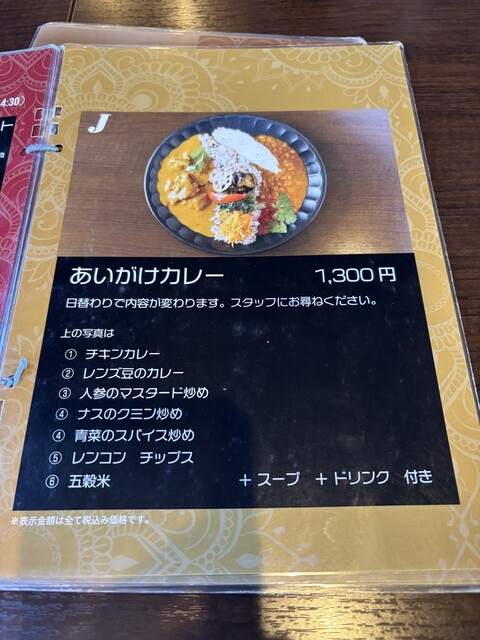 4:30)
ト
J
あいがけカレー 1,300円
日替わりで内容が変わります。スタッフにお尋ねください。
上の写真は
① チキンカレー
② レンズ豆のカレー
③ 人参のマスタード炒め
④ ナスのクミン炒め
④ 青菜のスパイス炒め
⑤ レンコン チップス
⑥ 五穀米 +スープ +ドリンク 付き
※表示金額は全て税込み価格です。